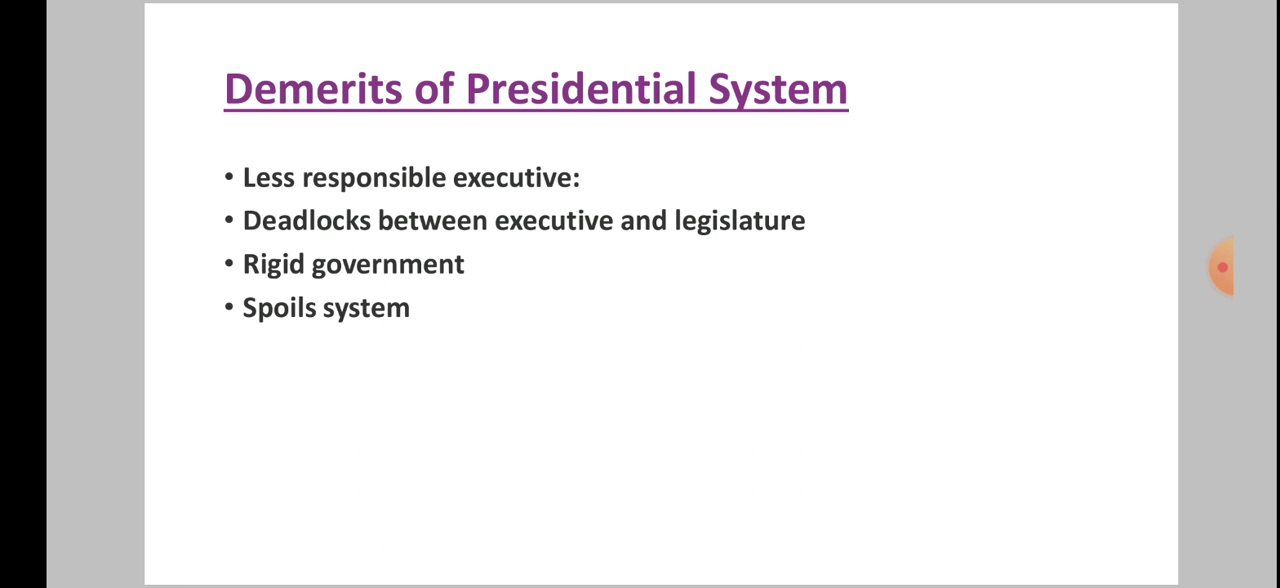 Demerits of Presidential System
• Less responsible executive:
• Deadlocks between executive and legislature
• Rigid government
• Spoils system